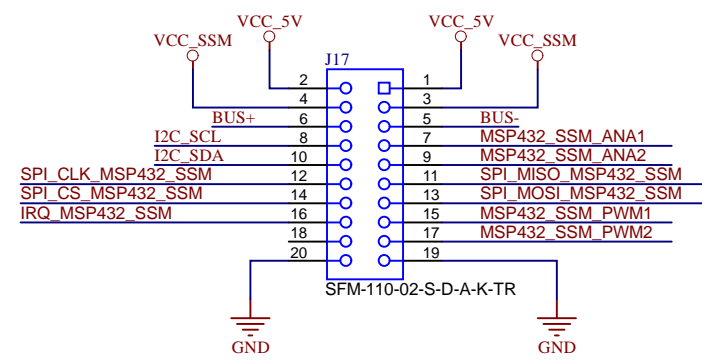 VCC_5V VCC_5V
VCC_SSM VCC_SSM
J17
2 1
4 3
BUS+ 6 5 BUS-
I2C_SCL 8 7 MSP432_SSM_ANA1
I2C_SDA 10 9 MSP432_SSM_ANA2
SPI_CLK_MSP432_SSM 12 11 SPI_MISO_MSP432_SSM
SPI_CS_MSP432_SSM 14 13 SPI_MOSI_MSP432_SSM
IRQ_MSP432_SSM 16 15 MSP432_SSM_PWM1
18 17 MSP432_SSM_PWM2
20 19
SFM-110-02-S-D-A-K-TR
GND GND